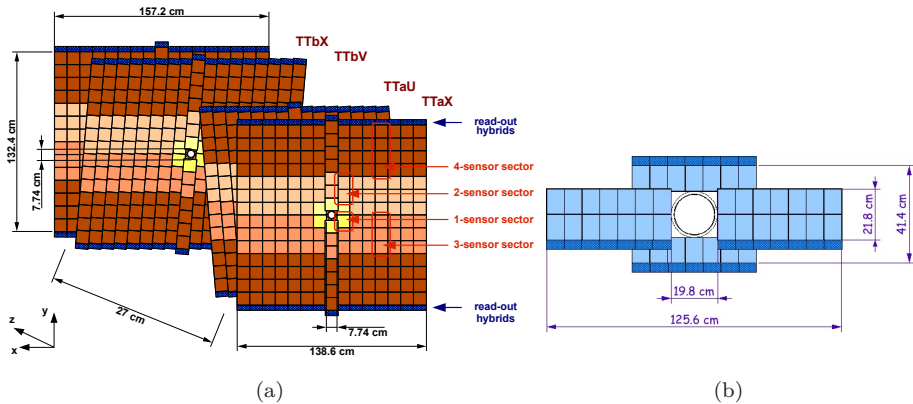 157.2 cm
TTbX
TTbV
TTaU
TTaX
132.4 cm
7.74 cm
read-out
hybrids
4-sensor sector
2-sensor sector
1-sensor sector
3-sensor sector
read-out
hybrids
27 cm
y
z
x
7.74 cm
138.6 cm
21.8 cm
41.4 cm
19.8 cm
125.6 cm
(a)
(b)